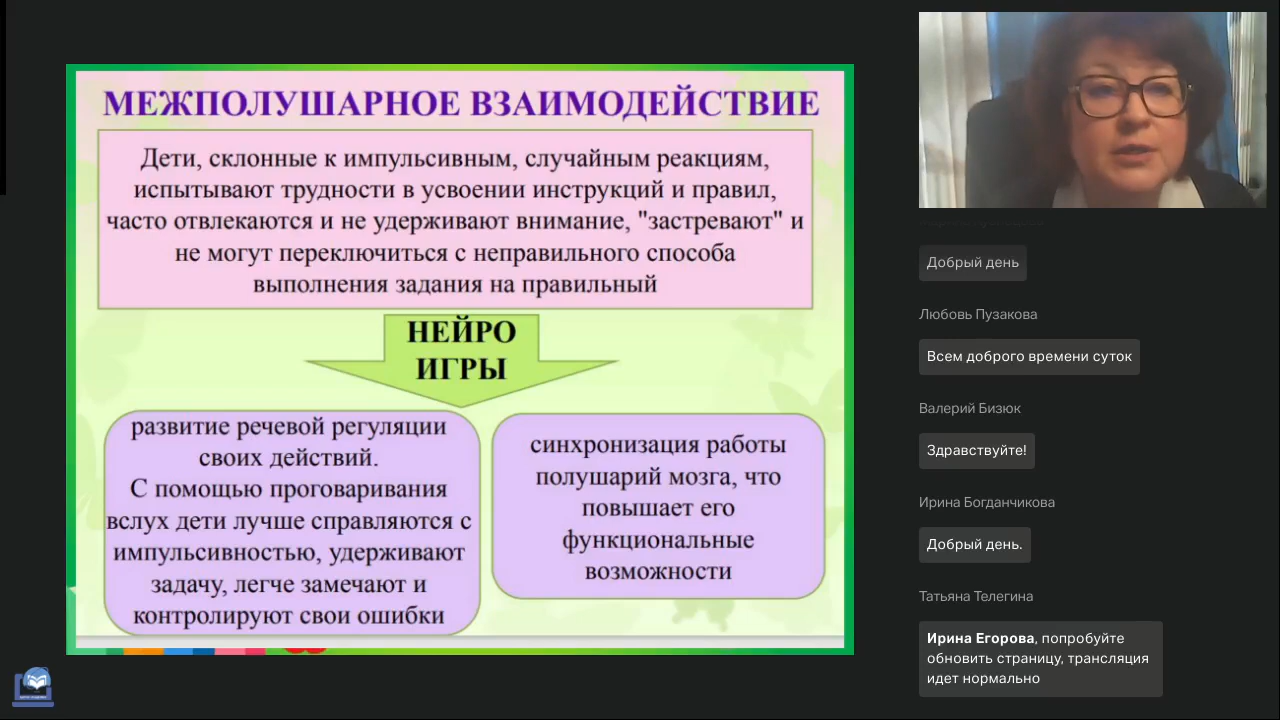 МЕЖПОЛУШАРНОЕ ВЗАИМОДЕЙСТВИЕ
Дети, склонные к импульсивным, случайным реакциям,
испытывают трудности в усвоении инструкций и правил,
часто отвлекаются и не удерживают внимание, "застревают" и
не могут переключиться с неправильного способа
выполнения задания на правильный
НЕЙРО
ИГРЫ
развитие речевой регуляции
своих действий.
С помощью проговаривания
вслух дети лучше справляются с
импульсивностью, удерживают
задачу, легче замечают и
контролируют свои ошибки
синхронизация работы
полушарий мозга, что
повышает его
функциональные
возможности
Добрый день
Любовь Пузакова
Всем доброго времени суток
Валерий Бизюк
Здравствуйте!
Ирина Богданчикова
Добрый день.
Татьяна Телегина
Ирина Егорова, попробуйте
обновить страницу, трансляция
идет нормально